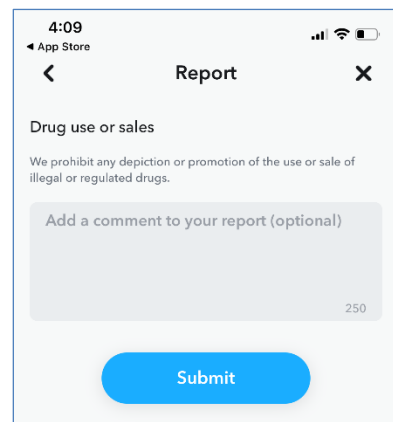 4:09
◀ App Store
Report
Drug use or sales
We prohibit any depiction or promotion of the use or sale of
illegal or regulated drugs.
Add a comment to your report (optional)
250
Submit